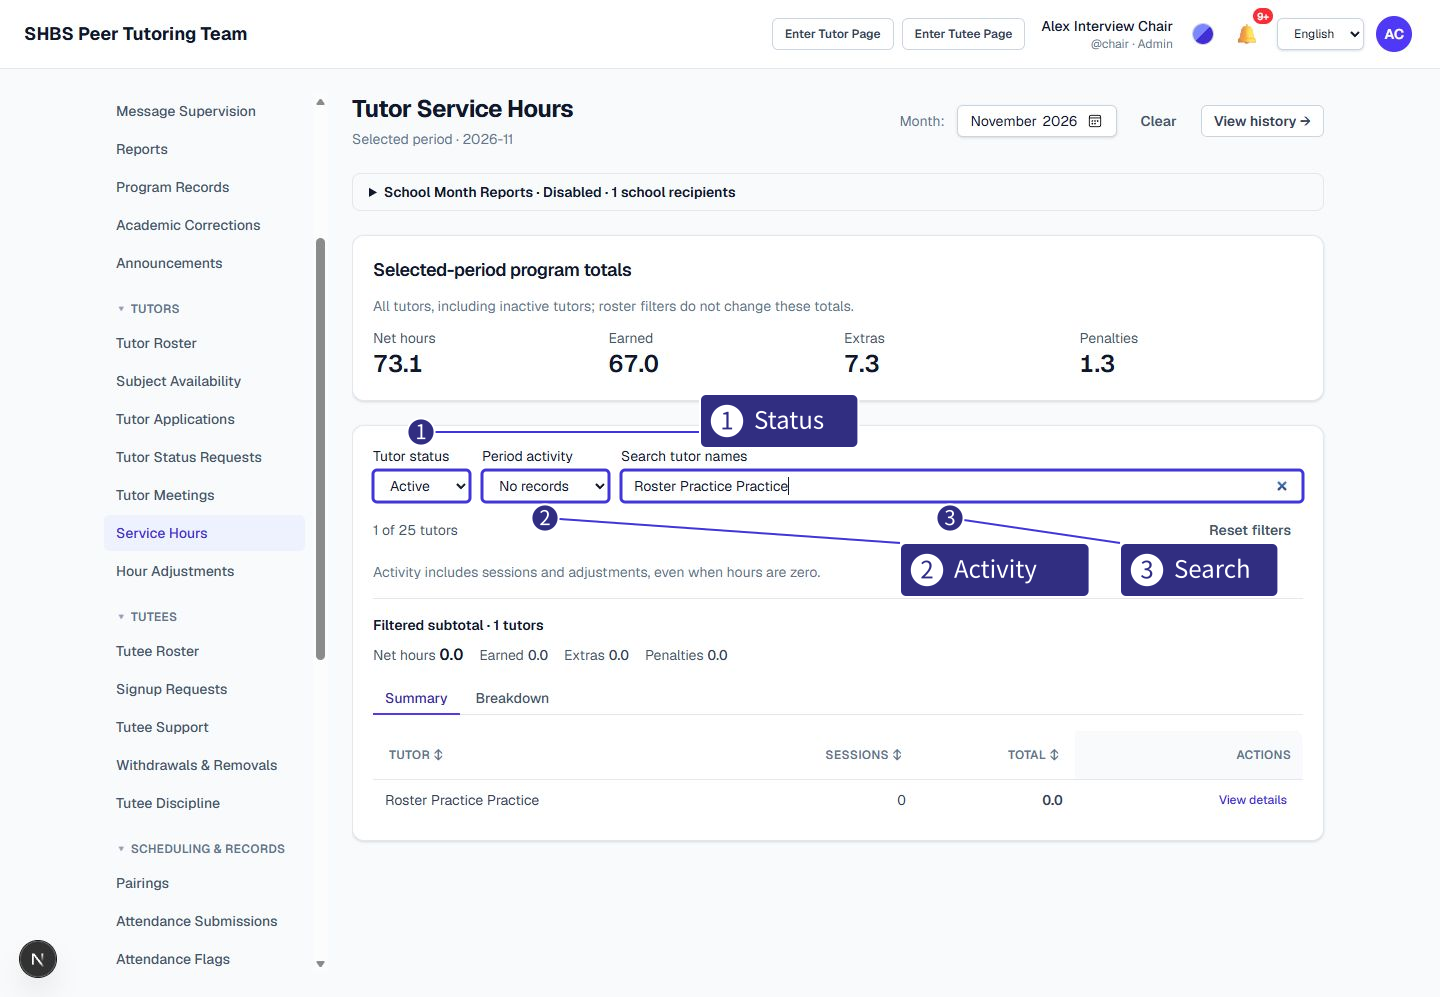 SHBS Peer Tutoring Team
Enter Tutor Page
Enter Tutee Page
Alex Interview Chair
@chair · Admin
9+
English
AC
Message Supervision
Reports
Program Records
Academic Corrections
Announcements
▼ TUTORS
Tutor Roster
Subject Availability
Tutor Applications
Tutor Status Requests
Tutor Meetings
Service Hours
Hour Adjustments
▼ TUTEES
Tutee Roster
Signup Requests
Tutee Support
Withdrawals & Removals
Tutee Discipline
▼ SCHEDULING & RECORDS
Pairings
Attendance Submissions
Attendance Flags
N
Tutor Service Hours
Selected period · 2026-11
Month:
November 2026
Clear
View history →
▶ School Month Reports · Disabled · 1 school recipients
Selected-period program totals
All tutors, including inactive tutors; roster filters do not change these totals.
Net hours Earned Extras Penalties
73.1 67.0 7.3 1.3
1
1 Status
Tutor status Period activity Search tutor names
Active No records Roster Practice Practice ×
2 3
1 of 25 tutors
Reset filters
2 Activity
3 Search
Activity includes sessions and adjustments, even when hours are zero.
Filtered subtotal · 1 tutors
Net hours 0.0 Earned 0.0 Extras 0.0 Penalties 0.0
Summary Breakdown
TUTOR ↕ SESSIONS ↕ TOTAL ↕ ACTIONS
Roster Practice Practice 0 0.0 View details